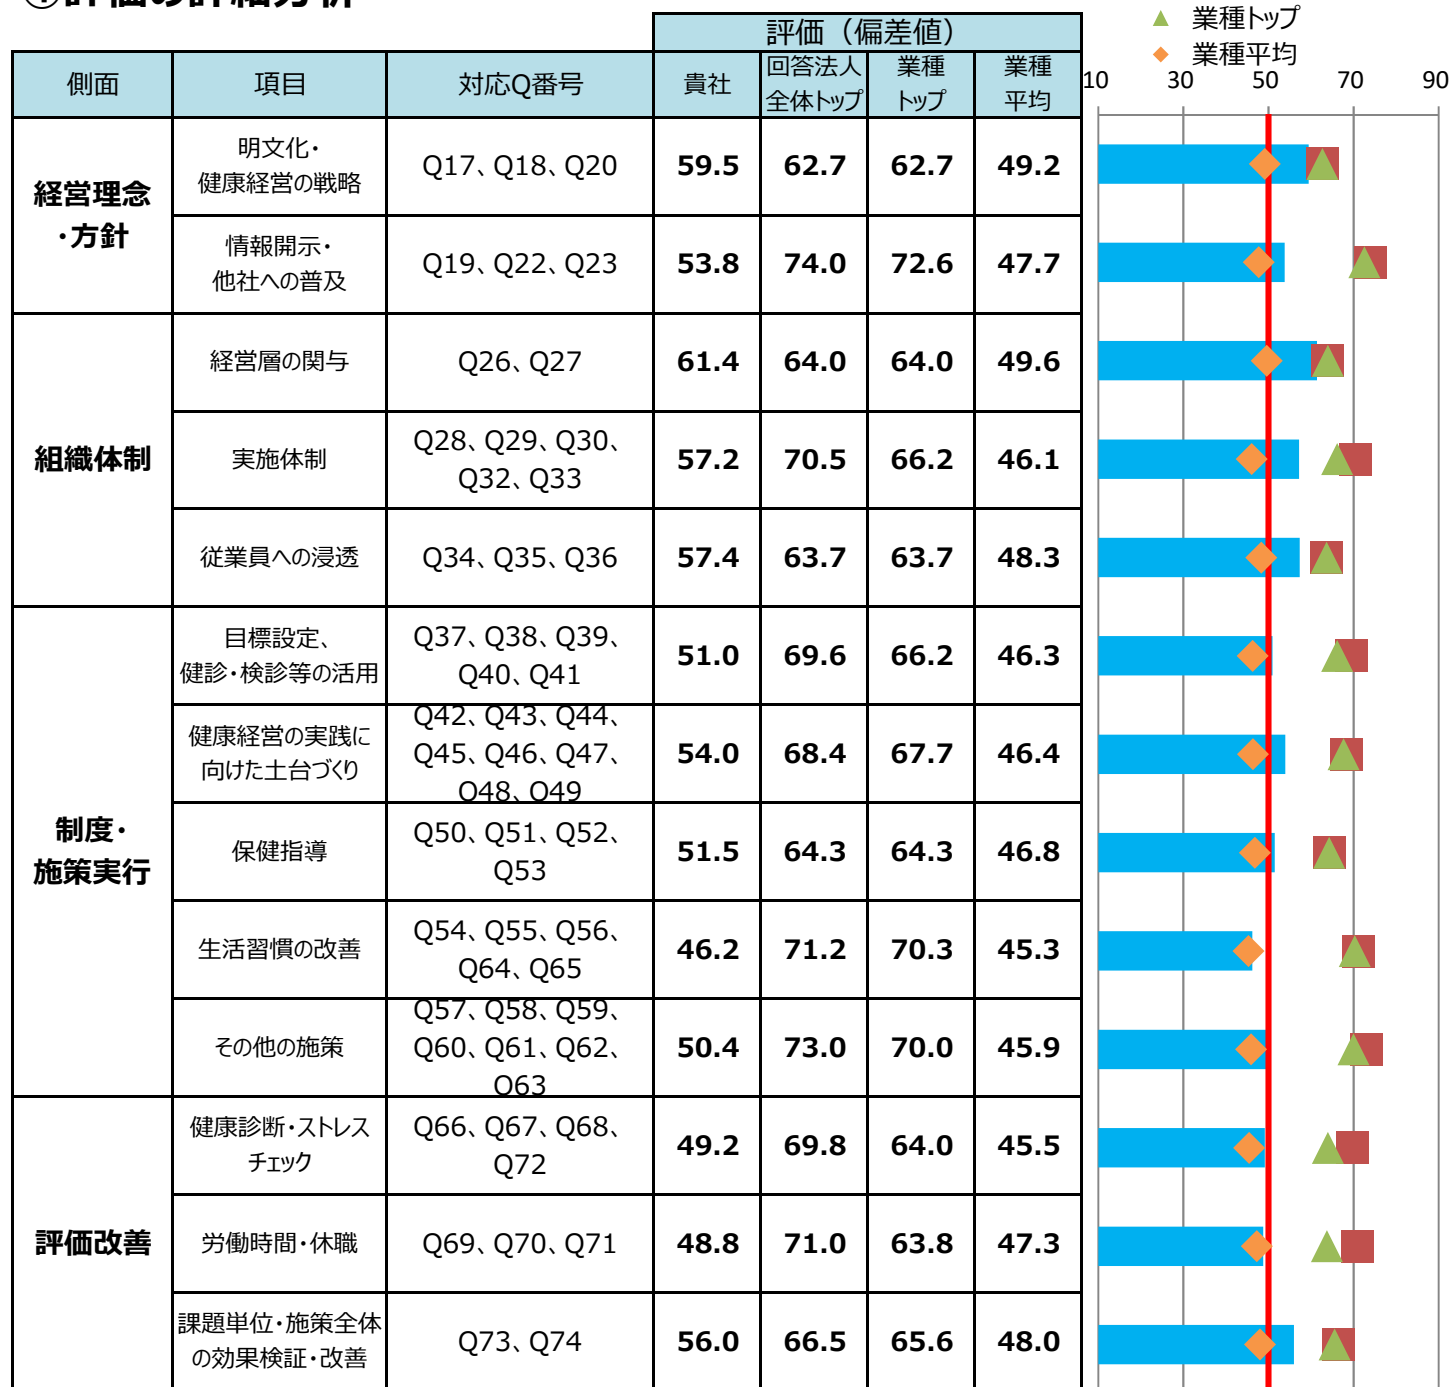 ①評価の詳細分析
業種トップ
業種平均
評価（偏差値）
側面 項目 対応Q番号 貴社 回答法人全体トップ 業種トップ 業種平均
10 30 50 70 90
経営理念・方針
明文化・健康経営の戦略 Q17、Q18、Q20 59.5 62.7 62.7 49.2
情報開示・他社への普及 Q19、Q22、Q23 53.8 74.0 72.6 47.7
組織体制
経営層の関与 Q26、Q27 61.4 64.0 64.0 49.6
実施体制 Q28、Q29、Q30、Q32、Q33 57.2 70.5 66.2 46.1
従業員への浸透 Q34、Q35、Q36 57.4 63.7 63.7 48.3
制度・施策実行
目標設定、健診・検診等の活用 Q37、Q38、Q39、Q40、Q41 51.0 69.6 66.2 46.3
健康経営の実践に向けた土台づくり Q42、Q43、Q44、Q45、Q46、Q47、Q48、Q49 54.0 68.4 67.7 46.4
保健指導 Q50、Q51、Q52、Q53 51.5 64.3 64.3 46.8
生活習慣の改善 Q54、Q55、Q56、Q64、Q65 46.2 71.2 70.3 45.3
その他の施策 Q57、Q58、Q59、Q60、Q61、Q62、Q63 50.4 73.0 70.0 45.9
評価改善
健康診断・ストレスチェック Q66、Q67、Q68、Q72 49.2 69.8 64.0 45.5
労働時間・休職 Q69、Q70、Q71 48.8 71.0 63.8 47.3
課題単位・施策全体の効果検証・改善 Q73、Q74 56.0 66.5 65.6 48.0